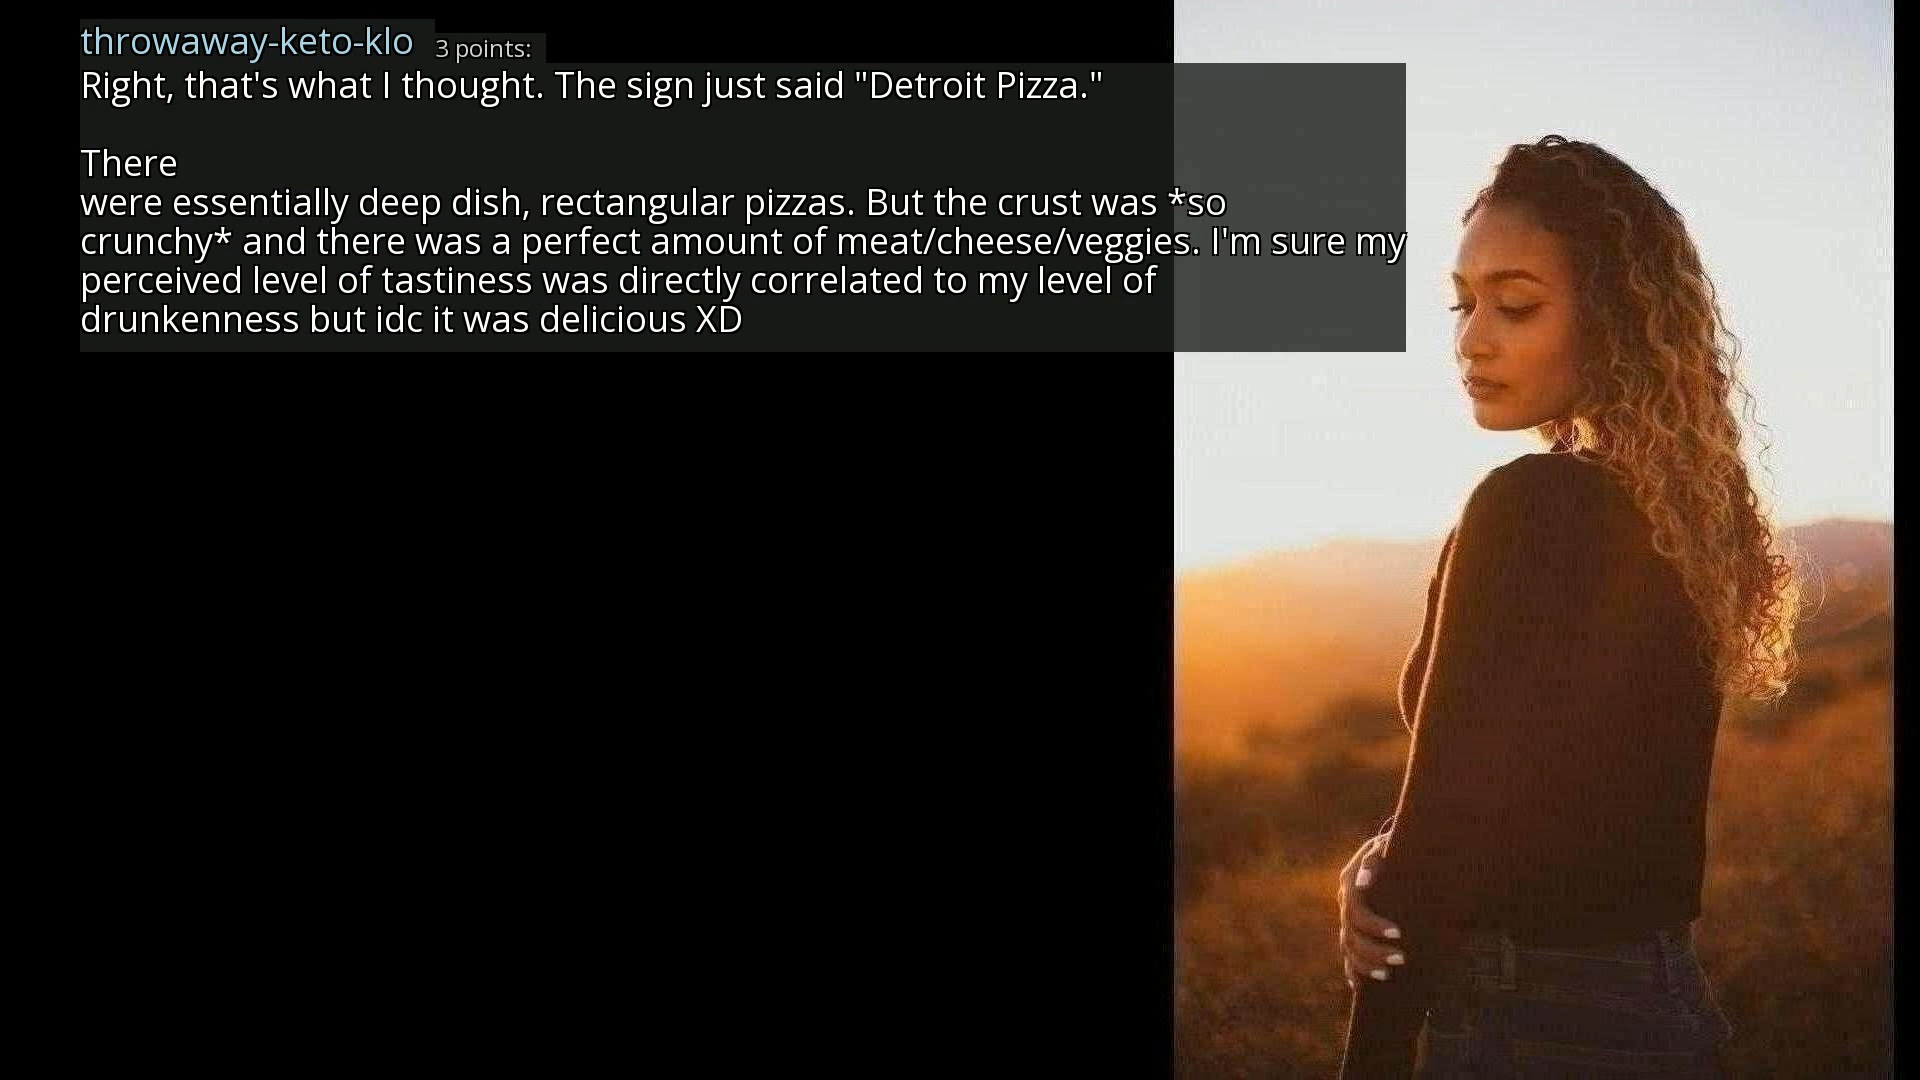 throwaway-keto-klo 3 points:
Right, that's what I thought. The sign just said "Detroit Pizza."
There
were essentially deep dish, rectangular pizzas. But the crust was *so
crunchy* and there was a perfect amount of meat/cheese/veggies. I'm sure my
perceived level of tastiness was directly correlated to my level of
drunkenness but idc it was delicious XD